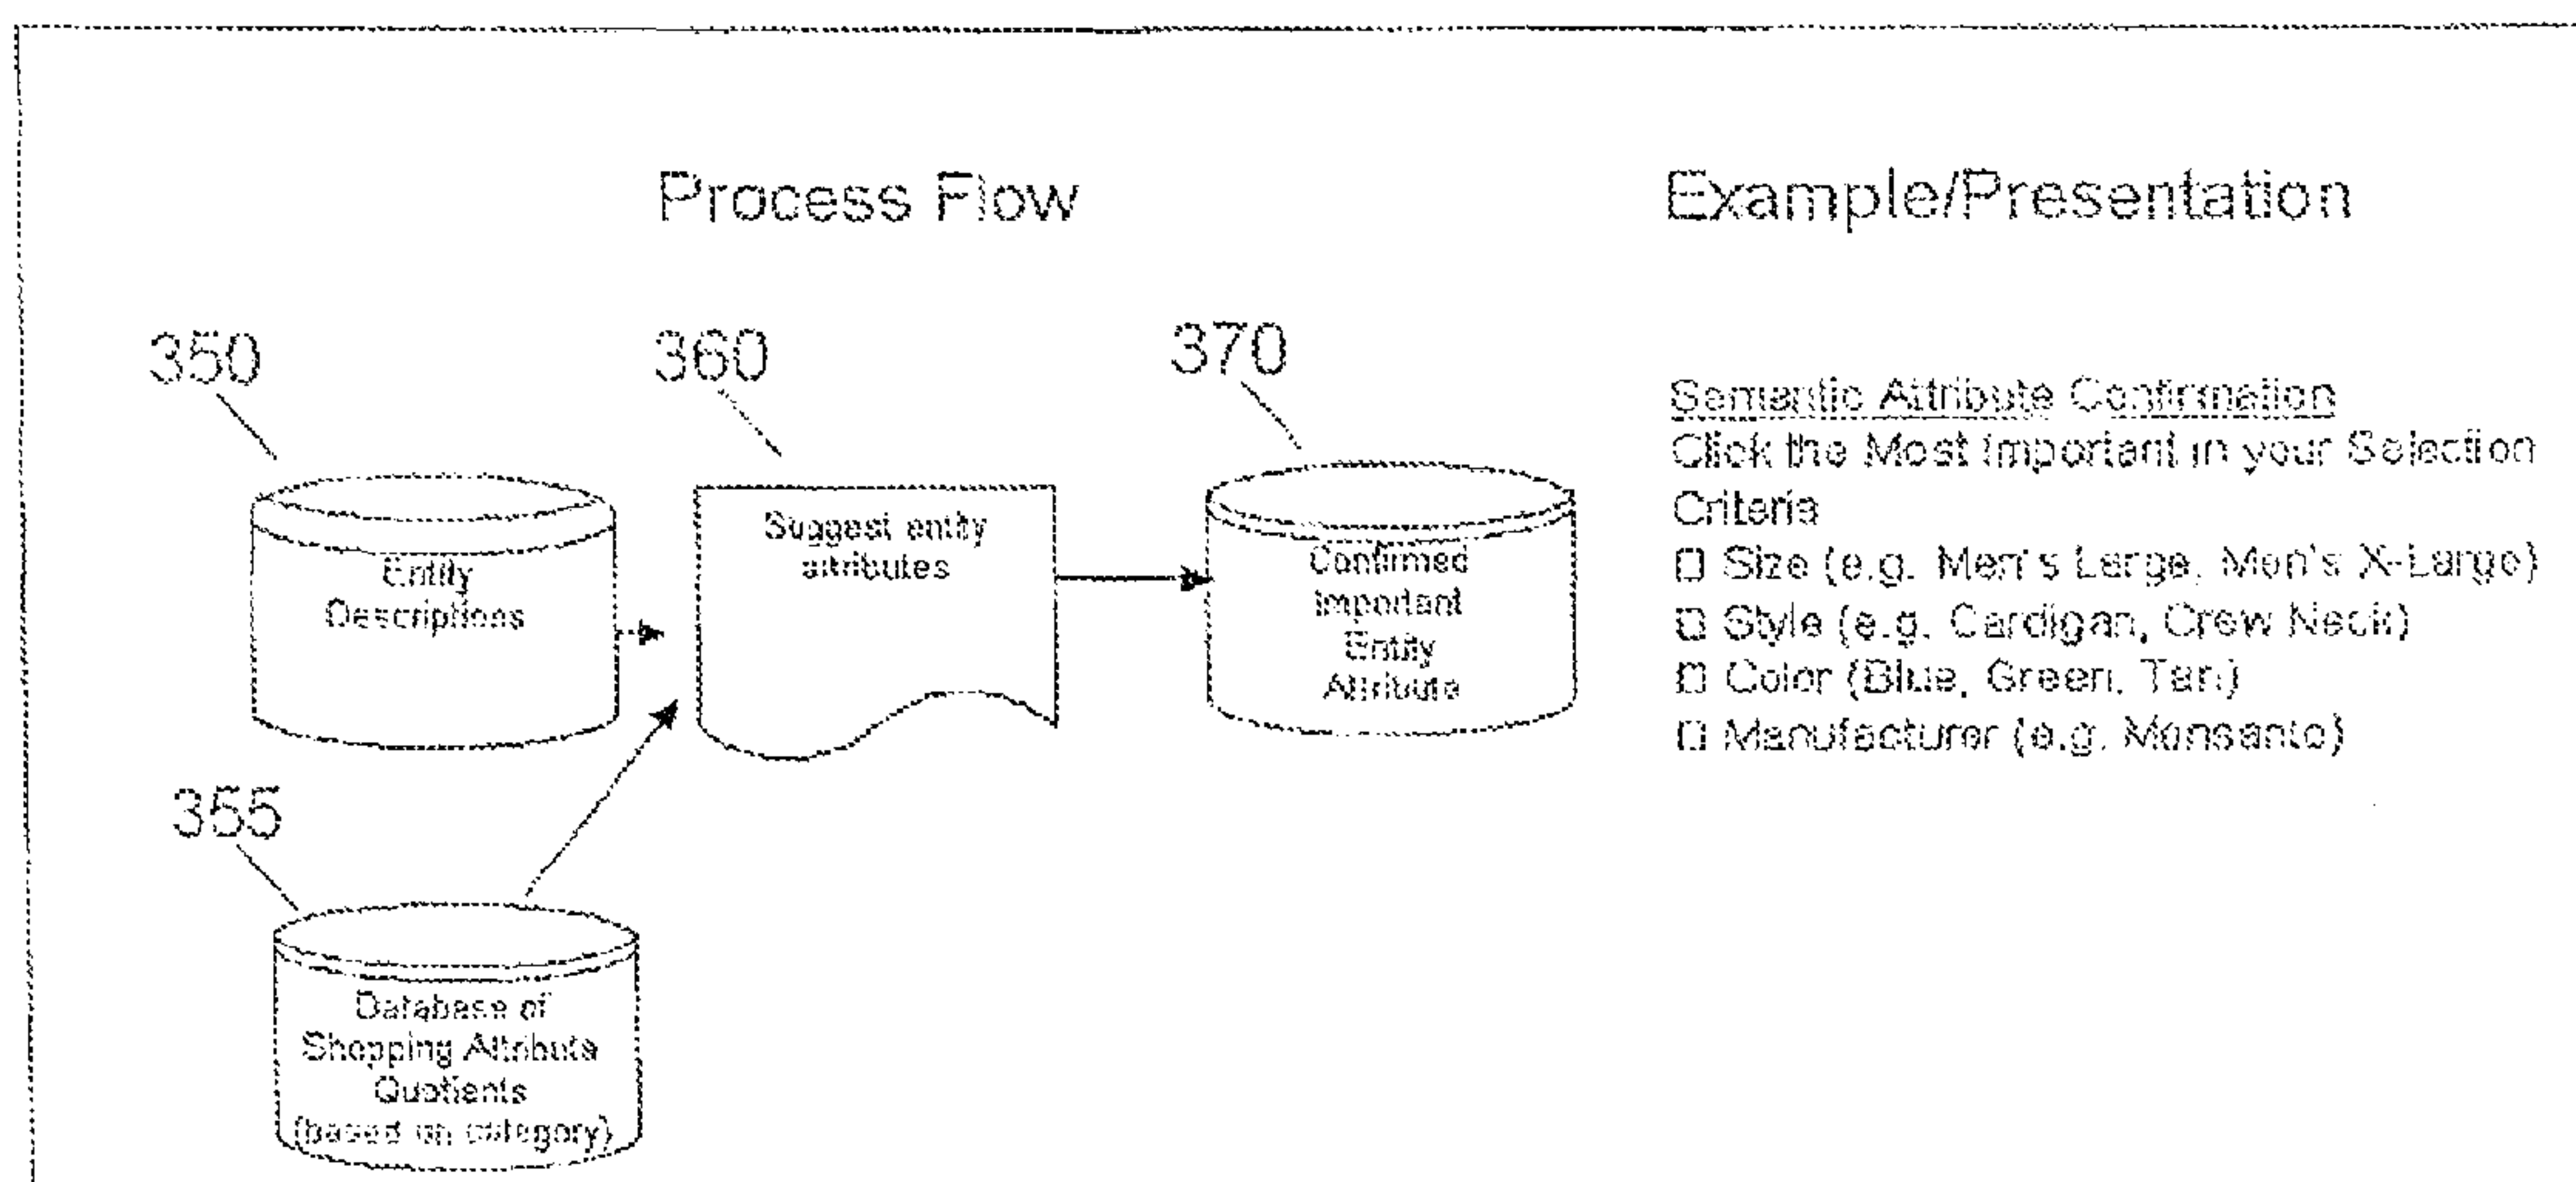 Process Flow
Example/Presentation
350
360
370
Entity
Descriptions
Suggest entity
attributes
Confirmed
Important
Entity
Attribute
355
Database of
Shopping Attribute
Quotients
(based on category)
Semantic Attribute Confirmation
Click the Most Important in your Selection
Criteria
Size (e.g. Men's Large, Men's X-Large)
Style (e.g. Cardigan, Crew Neck)
Color (Blue, Green, Tan)
Manufacturer (e.g. Monsanto)